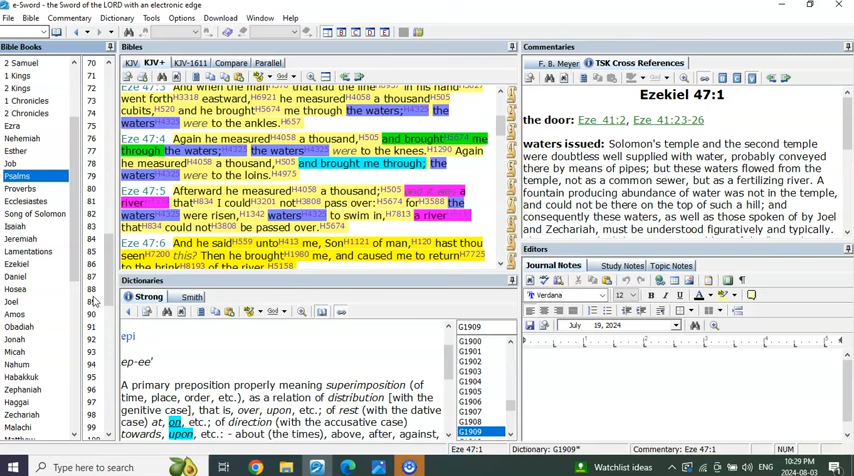 e-Sword - the Sword of the LORD with an electronic edge
File Bible Commentary Dictionary Tools Options Download Window Help
Bible Books
2 Samuel
1 Kings
2 Kings
1 Chronicles
2 Chronicles
Ezra
Nehemiah
Esther
Job
Psalms
Proverbs
Ecclesiastes
Song of Solomon
Isaiah
Jeremiah
Lamentations
Ezekiel
Daniel
Hosea
Joel
Amos
Obadiah
Jonah
Micah
Nahum
Habakkuk
Zephaniah
Haggai
Zechariah
Malachi
70
71
72
73
74
75
76
77
78
79
80
81
82
83
84
85
86
87
88
90
91
92
93
94
95
96
97
98
99
Bibles
KJV KJV+ KJV-1611 Compare Parallel
went forth H3318 eastward, H6921 he measured H4058 a thousand H505
cubits, H520 and he brought H5674 me through the waters; H4325 the
waters H4325 were to the ankles. H657
Eze 47:4 Again he measured H4058 a thousand, H505 and brought H5674 me
through the waters; H4325 the waters H4325 were to the knees. H1290 Again
he measured H4058 a thousand, H505 and brought me through; H5674 the
waters H4325 were to the loins. H4975
Eze 47:5 Afterward he measured H4058 a thousand; H505 and it was a
river H5158 that H834 I could H3201 not H3808 pass over: H5674 for H3588 the
waters H4325 were risen, H1342 waters H4325 to swim in, H7813 a river H5158
that H834 could not H3808 be passed over. H5674
Eze 47:6 And he said H559 unto H413 me, Son H1121 of man, H120 hast thou
seen H7200 this? Then he brought H1980 me, and caused me to return H7725
to the brink H8193 of the river. H5158
Dictionaries
Strong Smith
G1909
epi
ep-ee'
A primary preposition properly meaning superimposition (of
time, place, order, etc.), as a relation of distribution [with the
genitive case], that is, over, upon, etc.; of rest (with the dative
case) at, on, etc.; of direction (with the accusative case)
towards, upon, etc.: - about (the times), above, after, against,
G1900
G1901
G1902
G1903
G1904
G1905
G1906
G1907
G1908
G1909
Commentaries
F. B. Meyer TSK Cross References
Ezekiel 47:1
the door: Eze 41:2, Eze 41:23-26
waters issued: Solomon's temple and the second temple
were doubtless well supplied with water, probably conveyed
there by means of pipes; but these waters flowed from the
temple, not as a common sewer, but as a fertilizing river. A
fountain producing abundance of water was not in the temple,
and could not be there on the top of such a hill; and
consequently these waters, as well as those spoken of by Joel
and Zechariah, must be understood figuratively and typically.
Editors
Journal Notes Study Notes Topic Notes
Verdana 12 B I U A
July 19, 2024
1 2 3 4 5
Eze 47:1 Dictionary: G1909* Commentary: Eze 47:1 NUM
Type here to search
Watchlist ideas
ENG
10:29 PM
2024-08-03